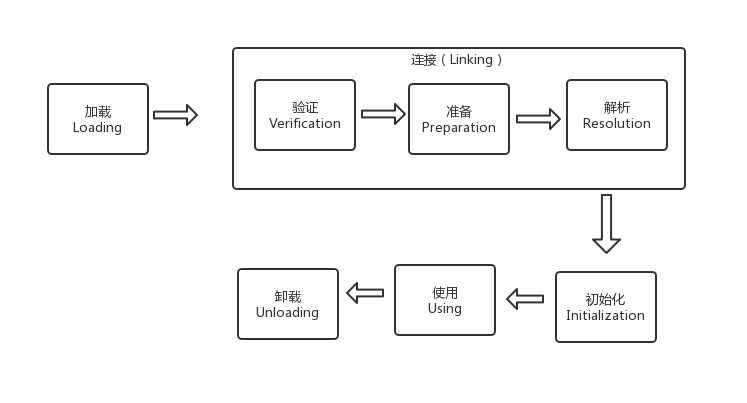 连接（Linking）
加载
Loading
验证
Verification
准备
Preparation
解析
Resolution
卸载
Unloading
使用
Using
初始化
Initialization